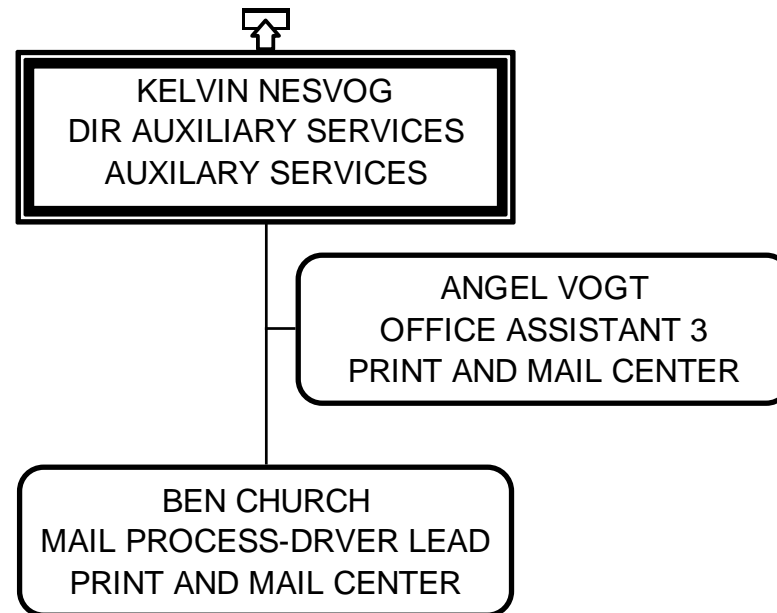 KELVIN NESVOG
DIR AUXILIARY SERVICES
AUXILARY SERVICES
ANGEL VOGT
OFFICE ASSISTANT 3
PRINT AND MAIL CENTER
BEN CHURCH
MAIL PROCESS-DRVER LEAD
PRINT AND MAIL CENTER